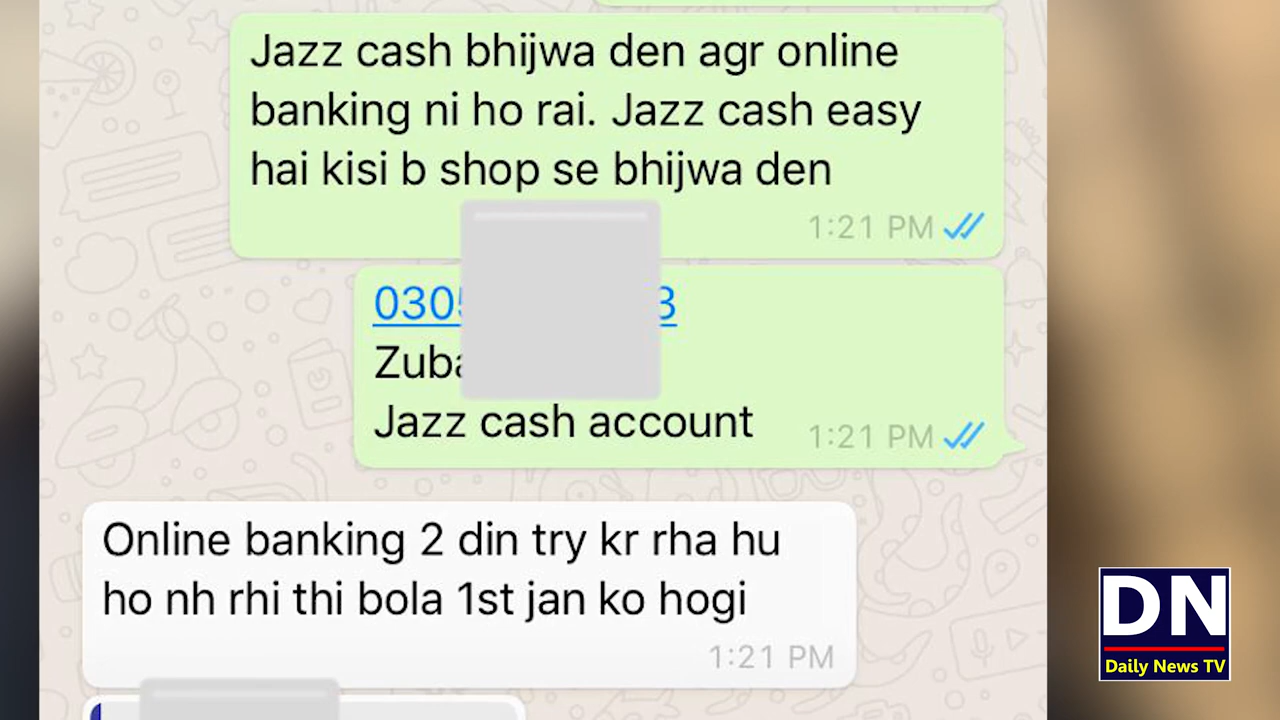 Jazz cash bhijwa den agr online
banking ni ho rai. Jazz cash easy
hai kisi b shop se bhijwa den
1:21 PM
Jazz cash account
1:21 PM
Online banking 2 din try kr rha hu
ho nh rhi thi bola 1st jan ko hogi
1:21 PM
DN
Daily News TV